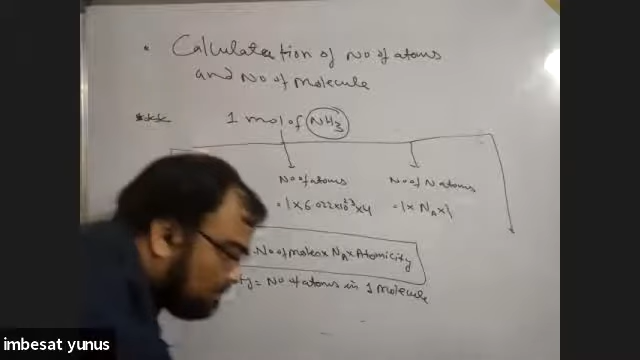 • Calculation of No of atoms
and No of molecule
*** 1 mol of NH3
No of atoms No of N atoms
= 1 x 6.022x10^23 x 4 = 1 x NA x 1
No of moles x NA x Atomicity
= No of atoms in 1 molecule
imbesat yunus